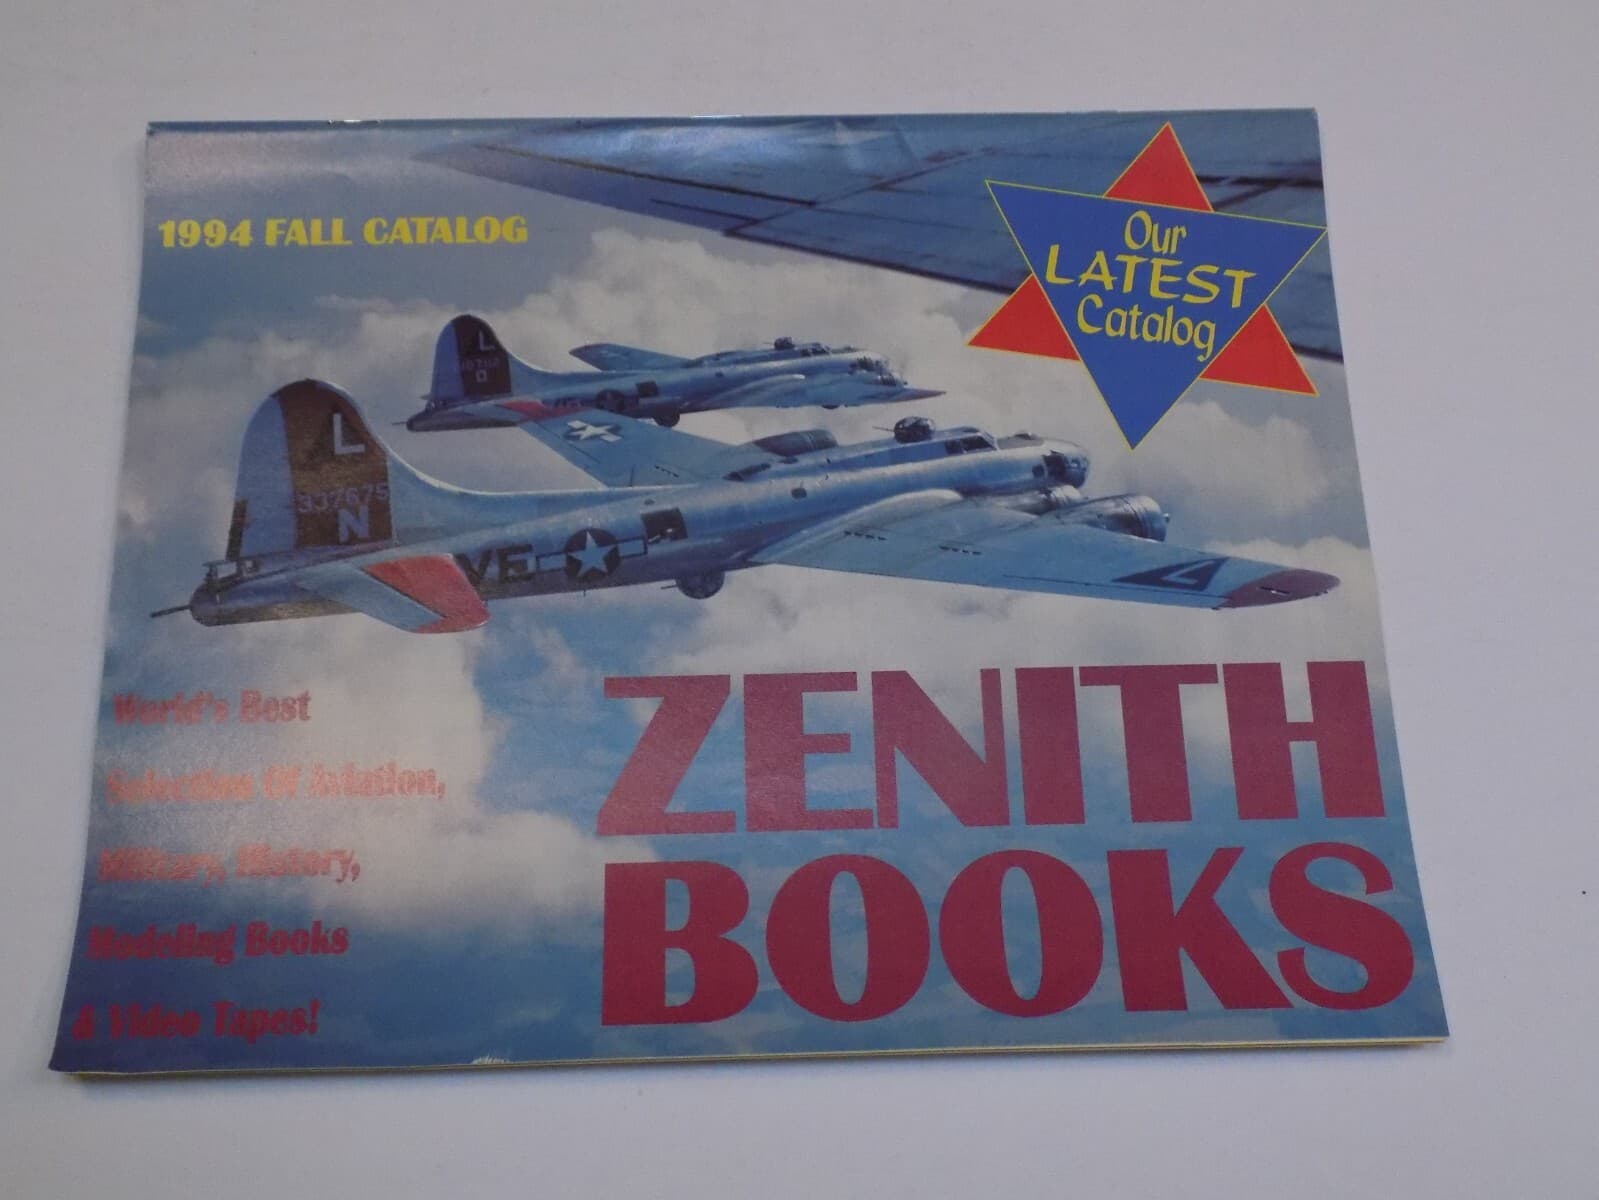 1994 FALL CATALOG
Our
LATEST
Catalog
L
L
337675
N
VE
L
World's Best
Selection Of Aviation,
Military, History,
Modeling Books
& Video Tapes!
ZENITH
BOOKS